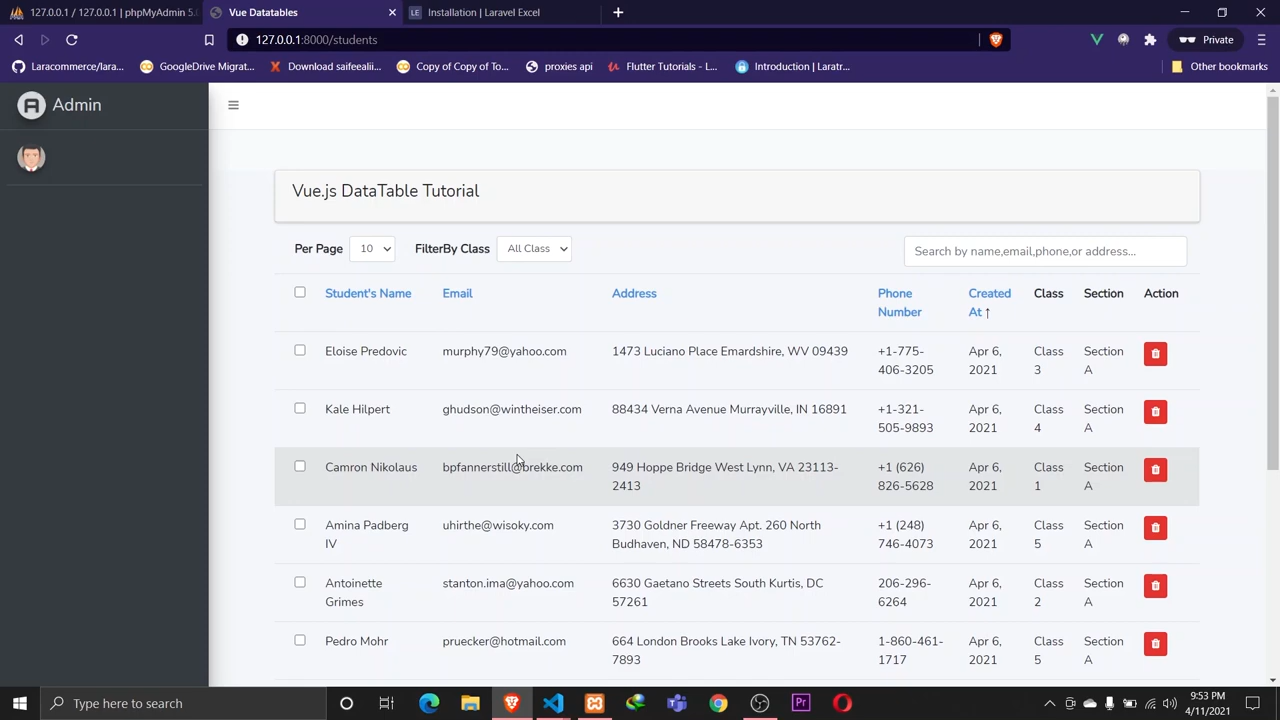 127.0.0.1 / 127.0.0.1 | phpMyAdmin 5.0
Vue Datatables
Installation | Laravel Excel
127.0.0.1:8000/students
Private
Laracommerce/lara...
GoogleDrive Migrat...
Download saifeealii...
Copy of Copy of To...
proxies api
Flutter Tutorials - L...
Introduction | Laratr...
Other bookmarks
Admin
Vue.js DataTable Tutorial
Per Page
10
FilterBy Class
All Class
Search by name,email,phone,or address...
Student's Name
Email
Address
Phone
Number
Created
At ↑
Class
Section
Action
Eloise Predovic
murphy79@yahoo.com
1473 Luciano Place Emardshire, WV 09439
+1-775-
406-3205
Apr 6,
2021
Class
3
Section
A
Kale Hilpert
ghudson@wintheiser.com
88434 Verna Avenue Murrayville, IN 16891
+1-321-
505-9893
Apr 6,
2021
Class
4
Section
A
Camron Nikolaus
bpfannerstill@brekke.com
949 Hoppe Bridge West Lynn, VA 23113-
2413
+1 (626)
826-5628
Apr 6,
2021
Class
1
Section
A
Amina Padberg
IV
uhirthe@wisoky.com
3730 Goldner Freeway Apt. 260 North
Budhaven, ND 58478-6353
+1 (248)
746-4073
Apr 6,
2021
Class
5
Section
A
Antoinette
Grimes
stanton.ima@yahoo.com
6630 Gaetano Streets South Kurtis, DC
57261
206-296-
6264
Apr 6,
2021
Class
2
Section
A
Pedro Mohr
pruecker@hotmail.com
664 London Brooks Lake Ivory, TN 53762-
7893
1-860-461-
1717
Apr 6,
2021
Class
5
Section
A
Type here to search
9:53 PM
4/11/2021